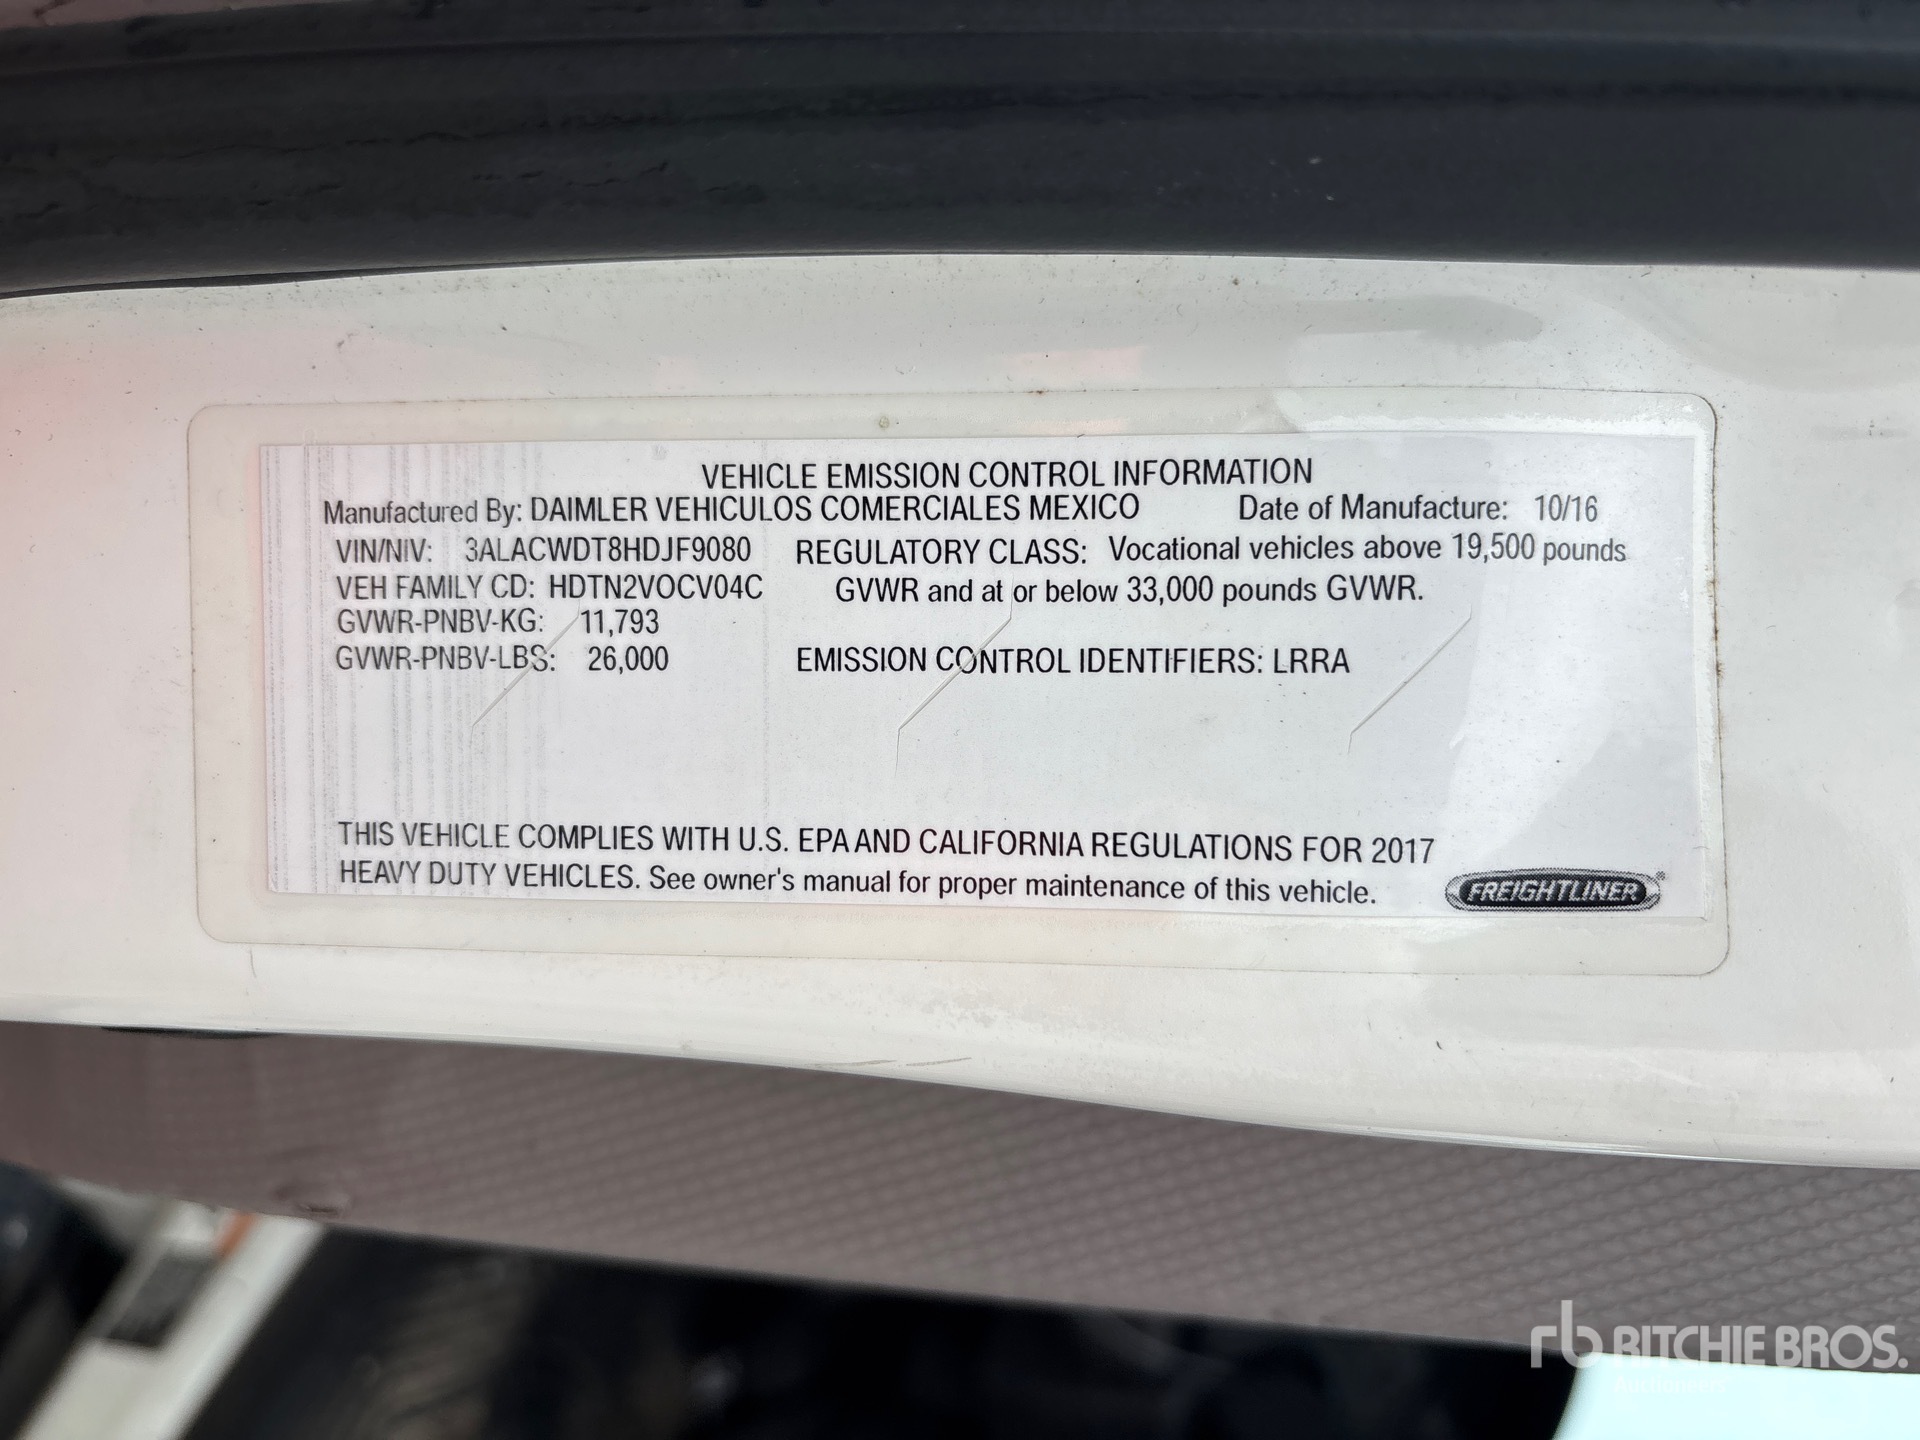 VEHICLE EMISSION CONTROL INFORMATION
Manufactured By: DAIMLER VEHICULOS COMERCIALES MEXICO Date of Manufacture: 10/16
VIN/NIV: 3ALACWDT8HDJF9080 REGULATORY CLASS: Vocational vehicles above 19,500 pounds
VEH FAMILY CD: HDTN2VOCV04C GVWR and at or below 33,000 pounds GVWR.
GVWR-PNBV-KG: 11,793
GVWR-PNBV-LBS: 26,000 EMISSION CONTROL IDENTIFIERS: LRRA
THIS VEHICLE COMPLIES WITH U.S. EPA AND CALIFORNIA REGULATIONS FOR 2017
HEAVY DUTY VEHICLES. See owner's manual for proper maintenance of this vehicle.
FREIGHTLINER®
rb RITCHIE BROS.
Auctioneers